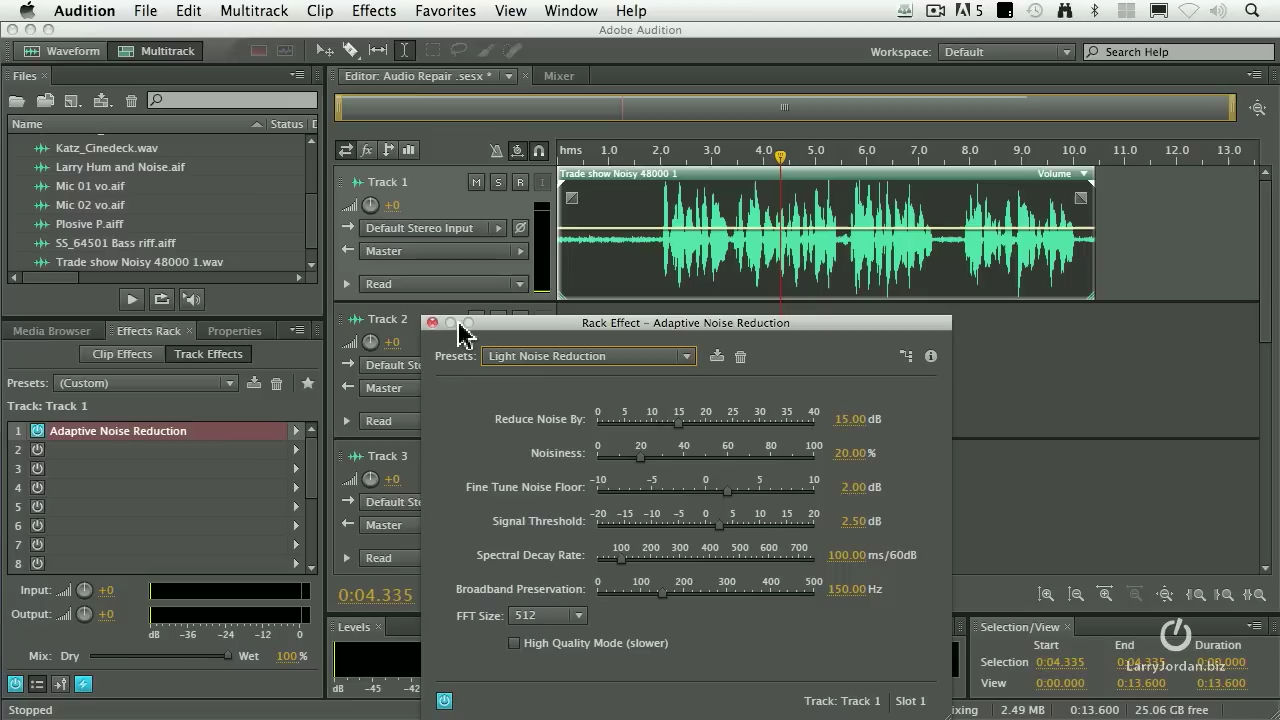 Audition File Edit Multitrack Clip Effects Favorites View Window Help 5
Adobe Audition
Waveform Multitrack Workspace: Default Search Help
Files Editor: Audio Repair .sesx * Mixer
Name Status D
Katz_Cinedeck.wav
Larry Hum and Noise.aif
Mic 01 vo.aif
Mic 02 vo.aif
Plosive P.aiff
SS_64501 Bass riff.aiff
Trade show Noisy 48000 1.wav
hms 1.0 2.0 3.0 4.0 5.0 6.0 7.0 8.0 9.0 10.0 11.0 12.0 13.0
Trade show Noisy 48000 1 Volume
Track 1 M S R I
+0
Default Stereo Input
Master
Read
Track 2
+0
Default Ste
Master
Read
Track 3
+0
Default Ste
Master
Read
Media Browser Effects Rack Properties
Clip Effects Track Effects
Presets: (Custom)
Track: Track 1
1 Adaptive Noise Reduction
2
3
4
5
6
7
8
Input: +0
Output: +0
dB -36 -24 -12 0
Mix: Dry Wet 100 %
Stopped
Rack Effect – Adaptive Noise Reduction
Presets: Light Noise Reduction
0 5 10 15 20 25 30 35 40
Reduce Noise By: 15.00 dB
0 20 40 60 80 100
Noisiness: 20.00 %
-10 -5 0 5 10
Fine Tune Noise Floor: 2.00 dB
-20 -15 -10 -5 0 5 10 15 20
Signal Threshold: 2.50 dB
100 200 300 400 500 600 700
Spectral Decay Rate: 100.00 ms/60dB
0 100 200 300 400 500
Broadband Preservation: 150.00 Hz
FFT Size: 512
High Quality Mode (slower)
Track: Track 1 Slot 1
0:04.335
Levels
dB -45 -42
Selection/View
Start End Duration
Selection 0:04.335 0:04.335 0:00.000
View 0:00.000 0:13.600 0:13.600
LarryJordan.biz
ixing 2.49 MB 0:13.600 25.06 GB free